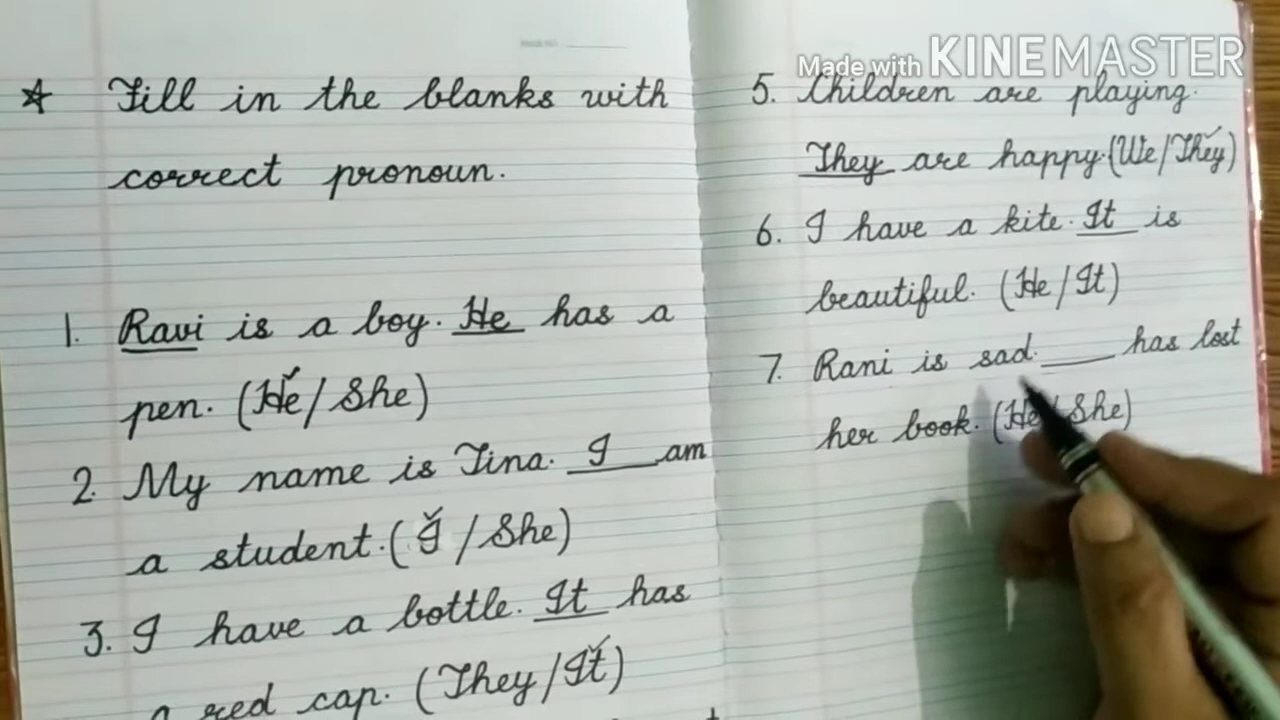 Fill in the blanks with
correct pronoun.
1. Ravi is a boy. He has a
pen. (He/She)
2. My name is Tina. I am
a student. (I/She)
3. I have a bottle. It has
a red cap. (They/It)
Made with KINEMASTER
5. Children are playing.
They are happy. (We/They)
6. I have a kite. It is
beautiful. (He/It)
7. Rani is sad. ____ has lost
her book. (He/She)